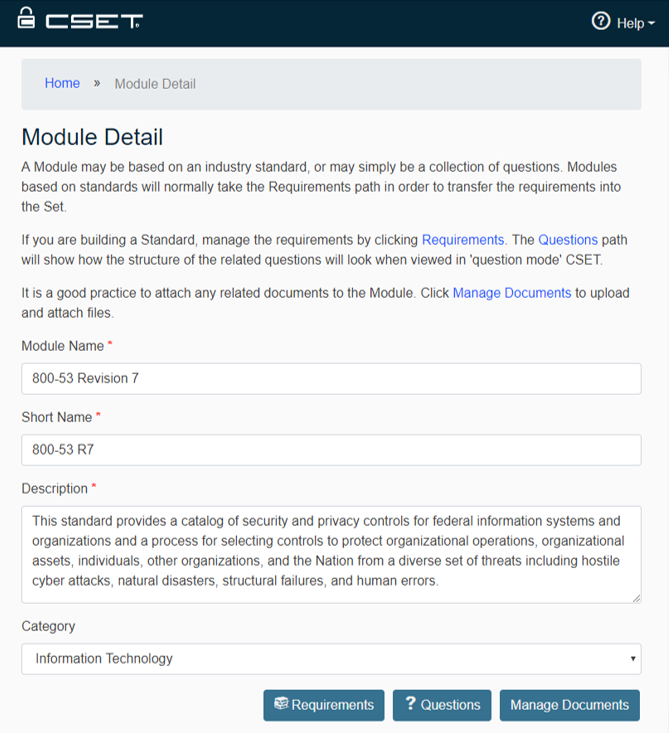 CSET®
Help
Home » Module Detail
Module Detail
A Module may be based on an industry standard, or may simply be a collection of questions. Modules
based on standards will normally take the Requirements path in order to transfer the requirements into
the Set.
If you are building a Standard, manage the requirements by clicking Requirements. The Questions path
will show how the structure of the related questions will look when viewed in 'question mode' CSET.
It is a good practice to attach any related documents to the Module. Click Manage Documents to upload
and attach files.
Module Name *
800-53 Revision 7
Short Name *
800-53 R7
Description *
This standard provides a catalog of security and privacy controls for federal information systems and
organizations and a process for selecting controls to protect organizational operations, organizational
assets, individuals, other organizations, and the Nation from a diverse set of threats including hostile
cyber attacks, natural disasters, structural failures, and human errors.
Category
Information Technology
Requirements
? Questions
Manage Documents